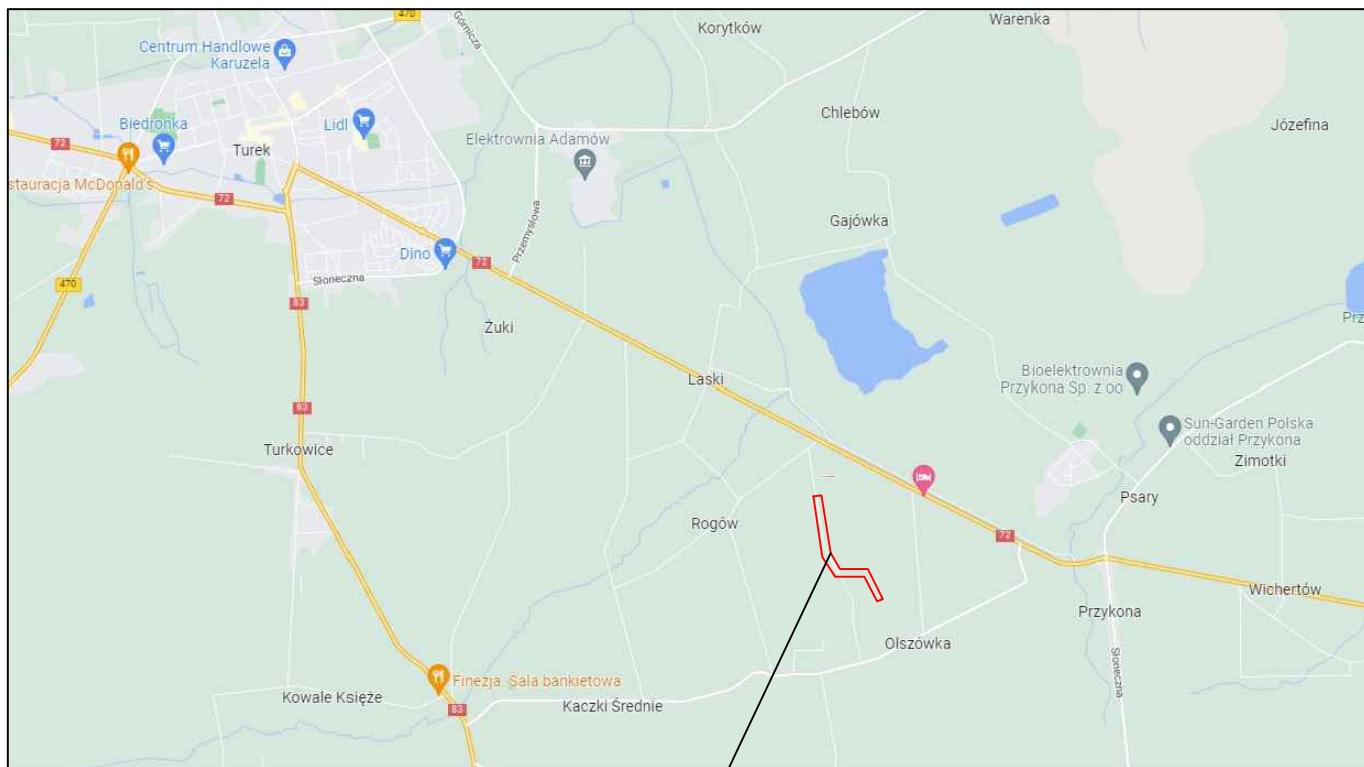 470
Górnicza
Korytków
Warenka
Centrum Handlowe
Karuzela
Chlebów
Józefina
Biedronka
Lidl
Elektrownia Adamów
72
Turek
stauracja McDonald's
72
Przemysłowa
Gajówka
Dino
72
Słoneczna
470
83
Żuki
Prz
Bioelektrownia
Przykona Sp. z oo
Laski
83
Sun-Garden Polska
oddział Przykona
Zimotki
Turkowice
Psary
Rogów
72
Wichertów
Przykona
Olszówka
Słoneczna
Finezja. Sala bankietowa
Kowale Księże
83
Kaczki Średnie